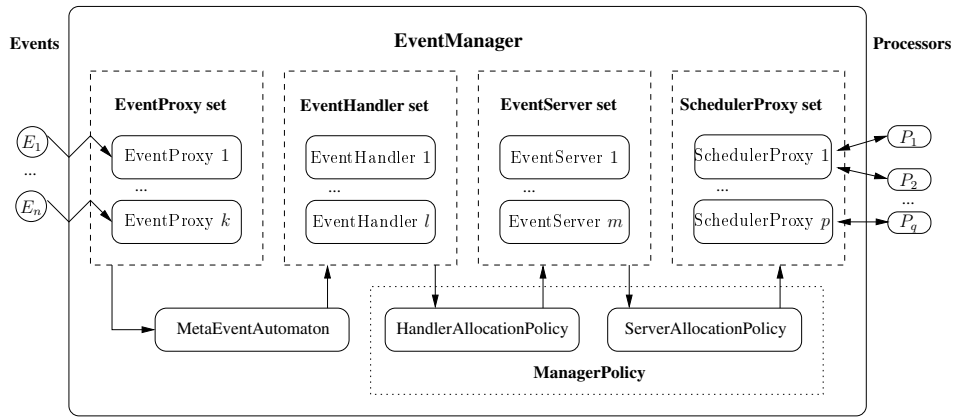 EventManager
Events
Processors
EventProxy set
EventHandler set
EventServer set
SchedulerProxy set
E1
EventProxy 1
EventHandler 1
EventServer 1
SchedulerProxy 1
P1
...
...
...
...
...
P2
...
En
EventProxy k
EventHandler l
EventServer m
SchedulerProxy p
Pq
MetaEventAutomaton
HandlerAllocationPolicy
ServerAllocationPolicy
ManagerPolicy